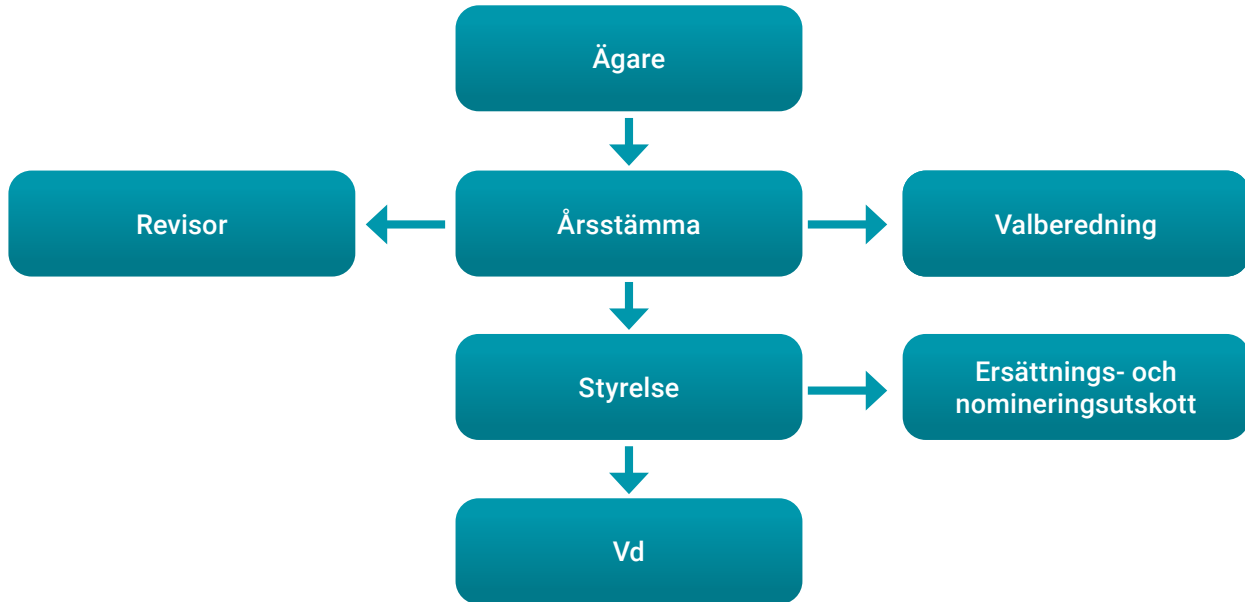 Ägare
Revisor
Årsstämma
Valberedning
Styrelse
Ersättnings- och
nomineringsutskott
Vd